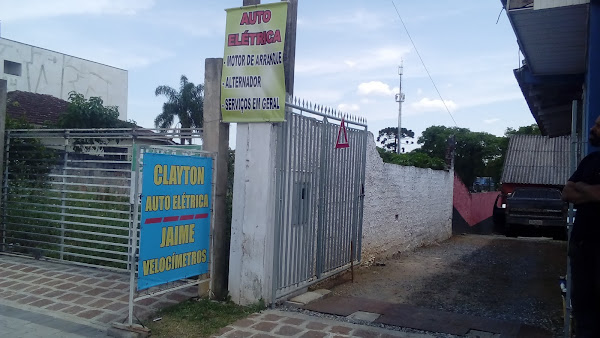 AUTO
ELÉTRICA
- MOTOR DE ARRANQUE
- ALTERNADOR
SERVIÇOS EM GERAL
CLAYTON
AUTO ELÉTRICA
JAIME
VELOCÍMETROS